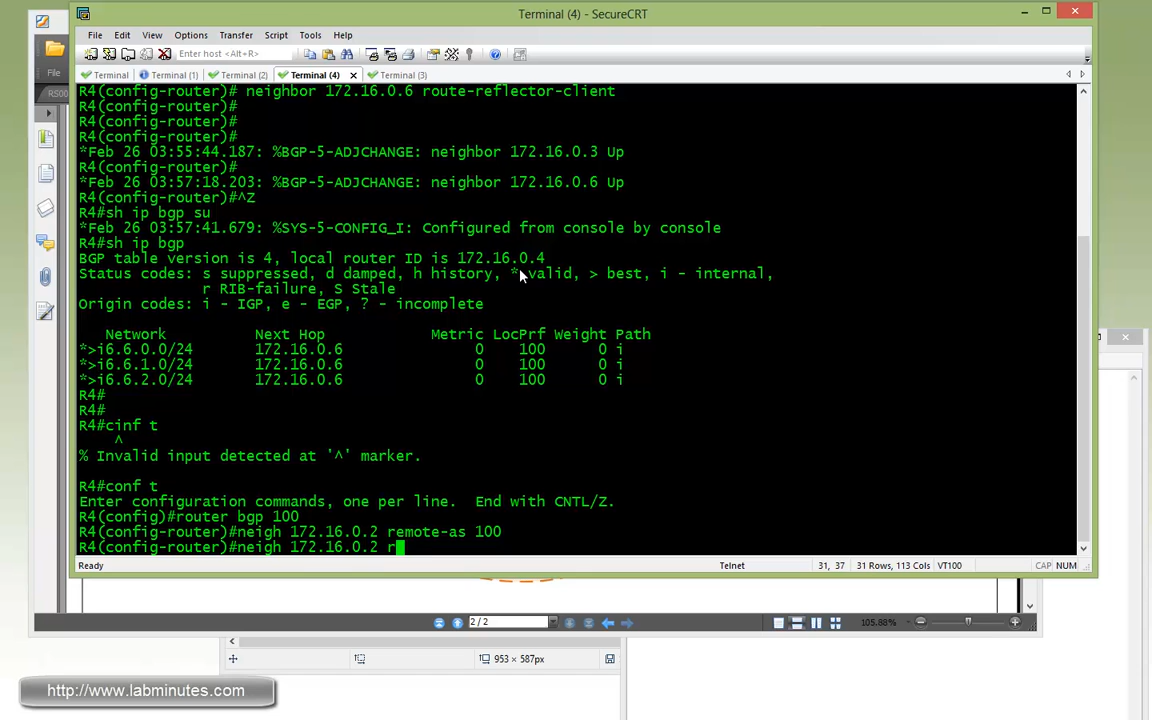 Terminal (4) - SecureCRT
File Edit View Options Transfer Script Tools Help
Enter host <Alt+R>
File
Terminal Terminal (1) Terminal (2) Terminal (4) Terminal (3)
RS00
R4(config-router)# neighbor 172.16.0.6 route-reflector-client
R4(config-router)#
R4(config-router)#
R4(config-router)#
*Feb 26 03:55:44.187: %BGP-5-ADJCHANGE: neighbor 172.16.0.3 Up
R4(config-router)#
*Feb 26 03:57:18.203: %BGP-5-ADJCHANGE: neighbor 172.16.0.6 Up
R4(config-router)#^Z
R4#sh ip bgp su
*Feb 26 03:57:41.679: %SYS-5-CONFIG_I: Configured from console by console
R4#sh ip bgp
BGP table version is 4, local router ID is 172.16.0.4
Status codes: s suppressed, d damped, h history, * valid, > best, i - internal,
r RIB-failure, S Stale
Origin codes: i - IGP, e - EGP, ? - incomplete
Network Next Hop Metric LocPrf Weight Path
*>i6.6.0.0/24 172.16.0.6 0 100 0 i
*>i6.6.1.0/24 172.16.0.6 0 100 0 i
*>i6.6.2.0/24 172.16.0.6 0 100 0 i
R4#
R4#
R4#cinf t
^
% Invalid input detected at '^' marker.
R4#conf t
Enter configuration commands, one per line. End with CNTL/Z.
R4(config)#router bgp 100
R4(config-router)#neigh 172.16.0.2 remote-as 100
R4(config-router)#neigh 172.16.0.2 r
Ready Telnet 31, 37 31 Rows, 113 Cols VT100 CAP NUM
2 / 2 105.88%
953 × 587px
http://www.labminutes.com